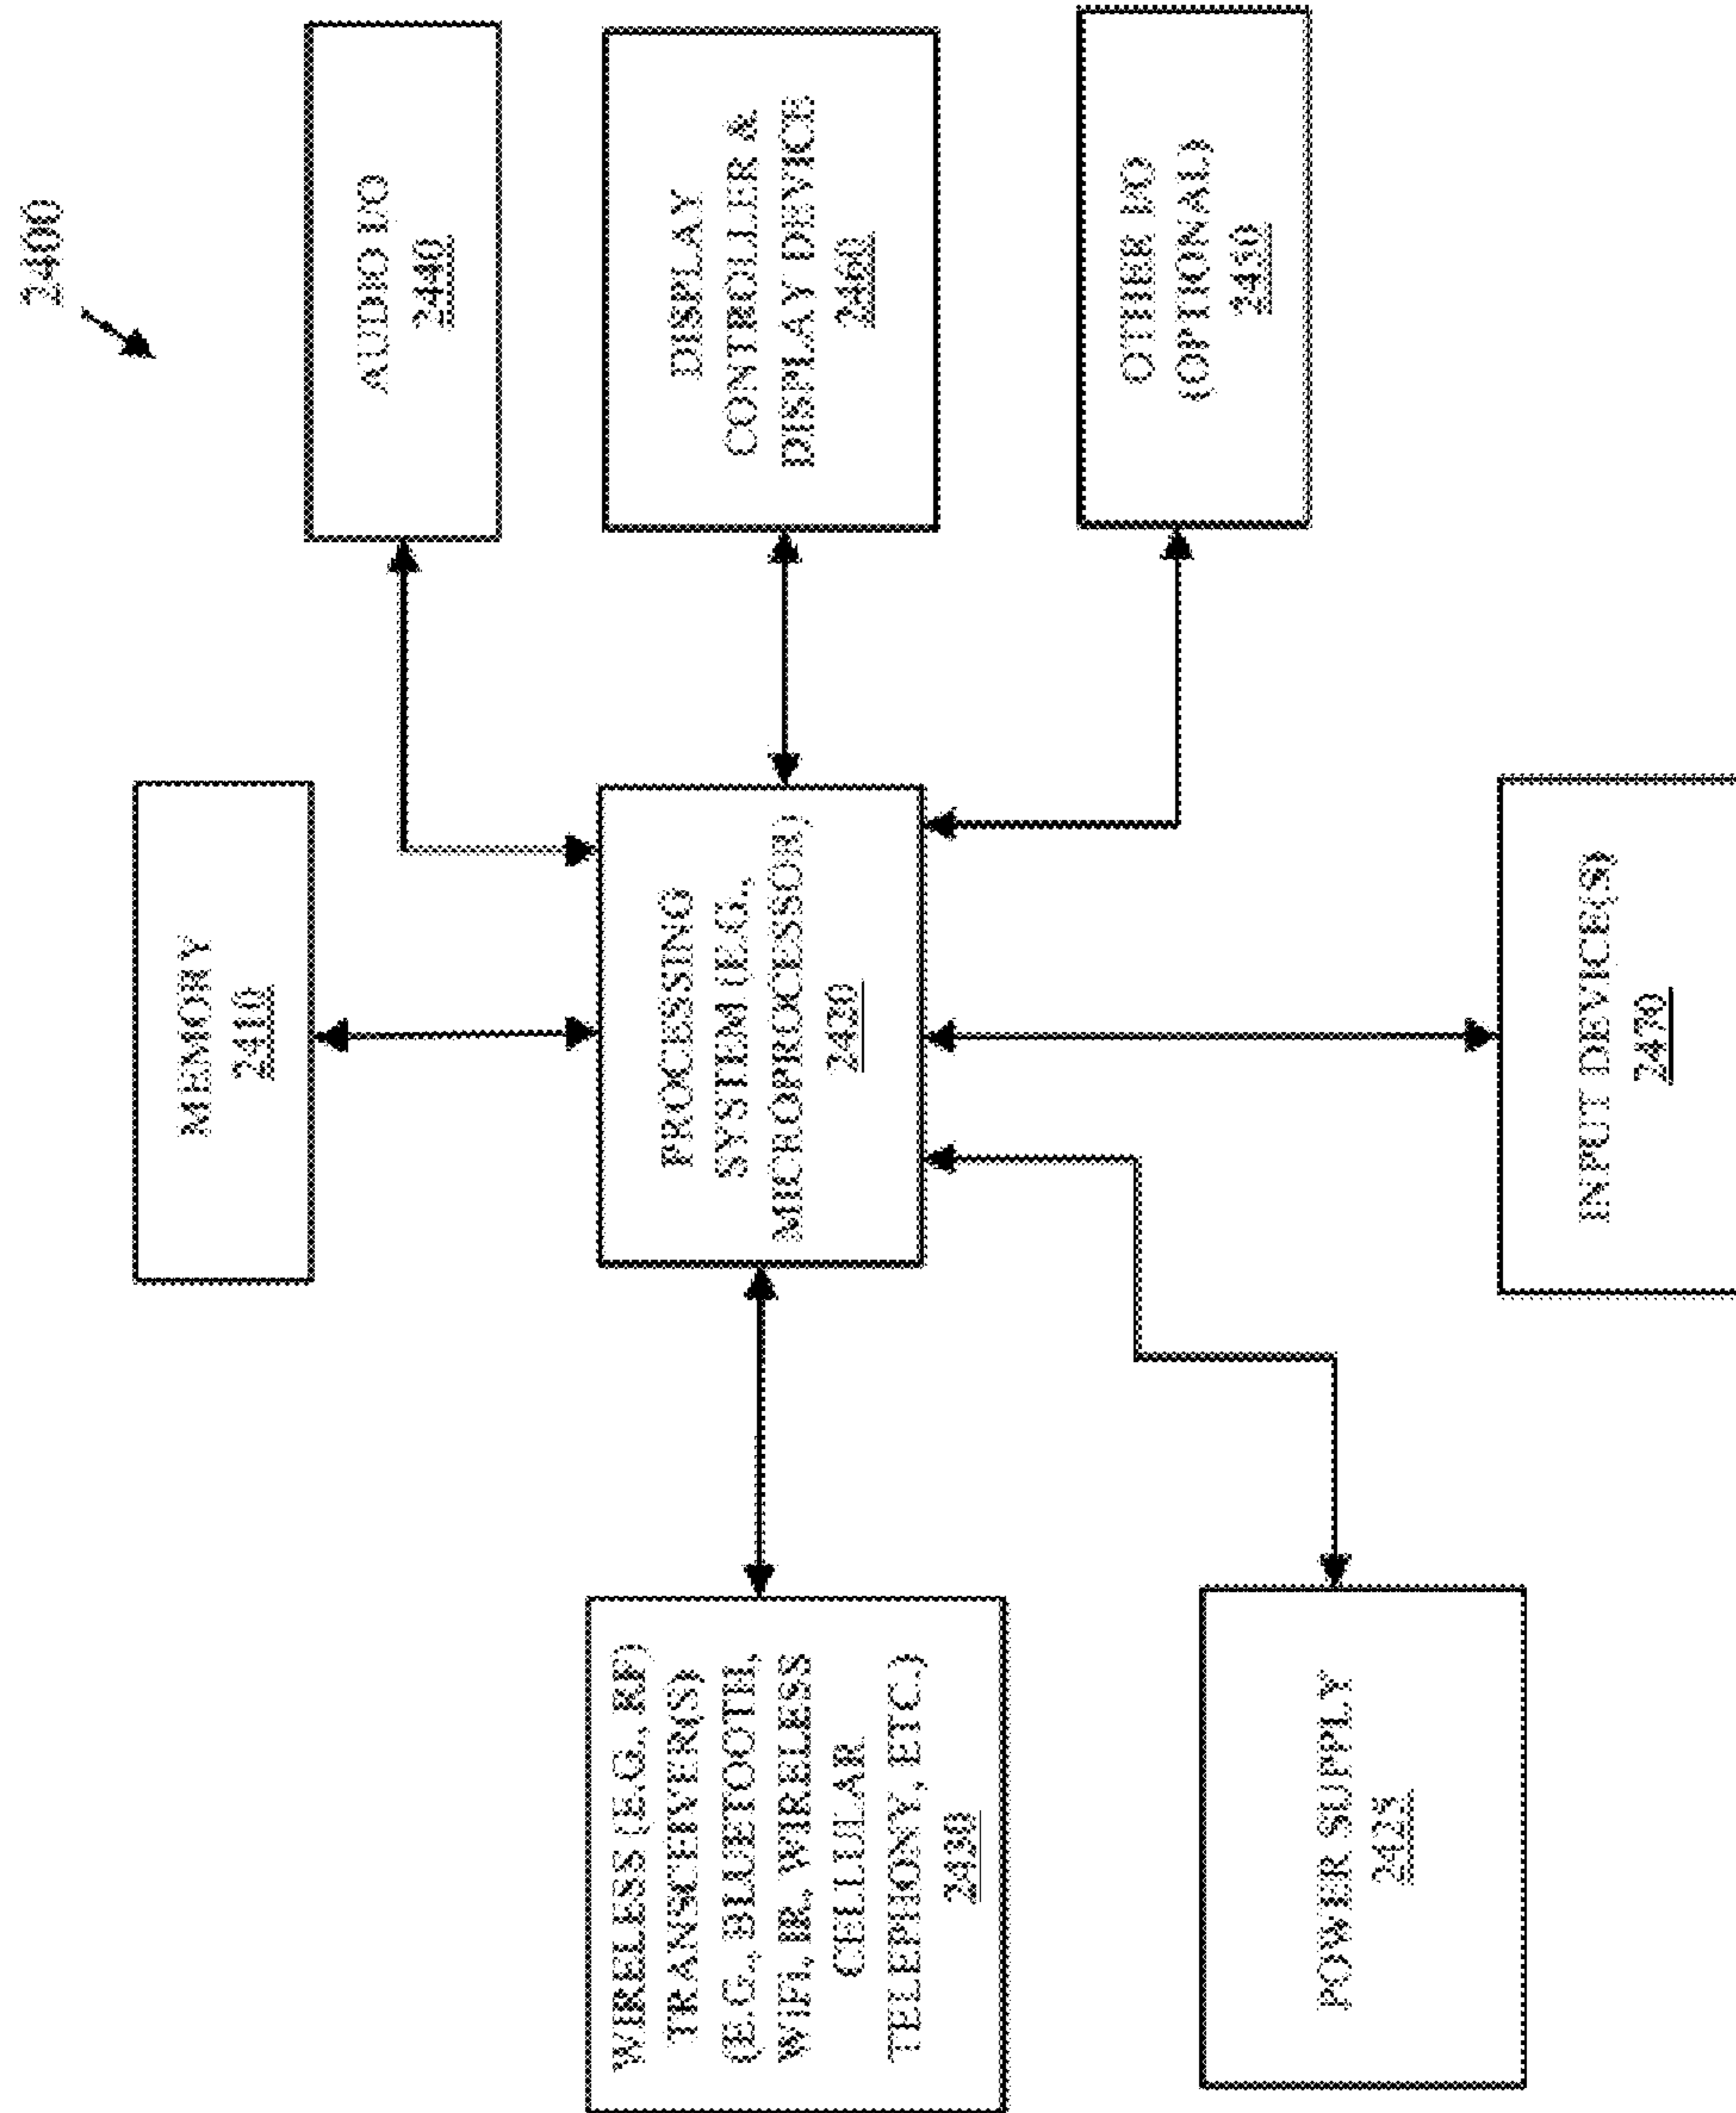 2400
MEMORY
2410
AUDIO I/O
2440
WIRELESS (E.G., RF)
TRANSCEIVER(S)
(E.G., BLUETOOTH,
WIFI, IR, WIRELESS
CELLULAR
TELEPHONY, ETC.)
2430
PROCESSING
SYSTEM (E.G.,
MICROPROCESSOR)
2420
DISPLAY
CONTROLLER &
DISPLAY DEVICE
2460
OTHER I/O
(OPTIONAL)
2450
POWER SUPPLY
2425
INPUT DEVICE(S)
2470